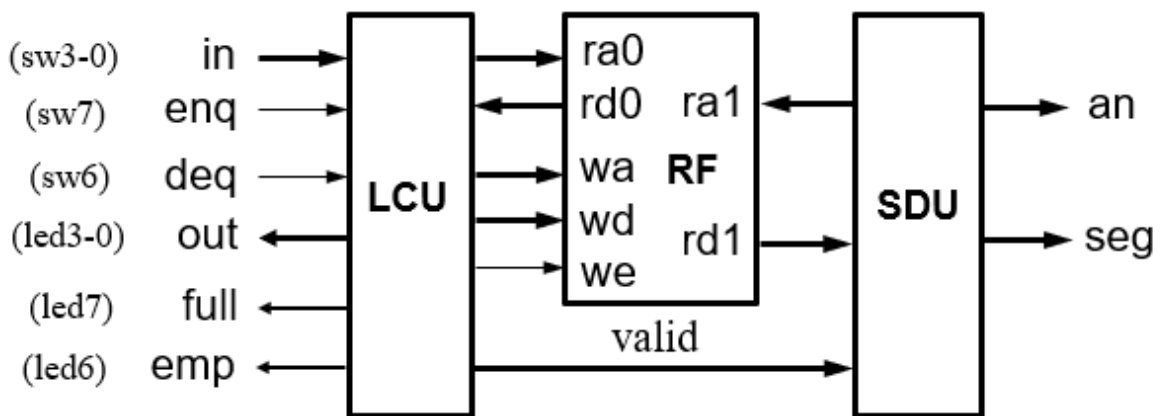 (sw3-0) in
(sw7) enq
(sw6) deq
(led3-0) out
(led7) full
(led6) emp
LCU
ra0
rd0 ra1
wa RF
wd
rd1
we
valid
SDU
an
seg